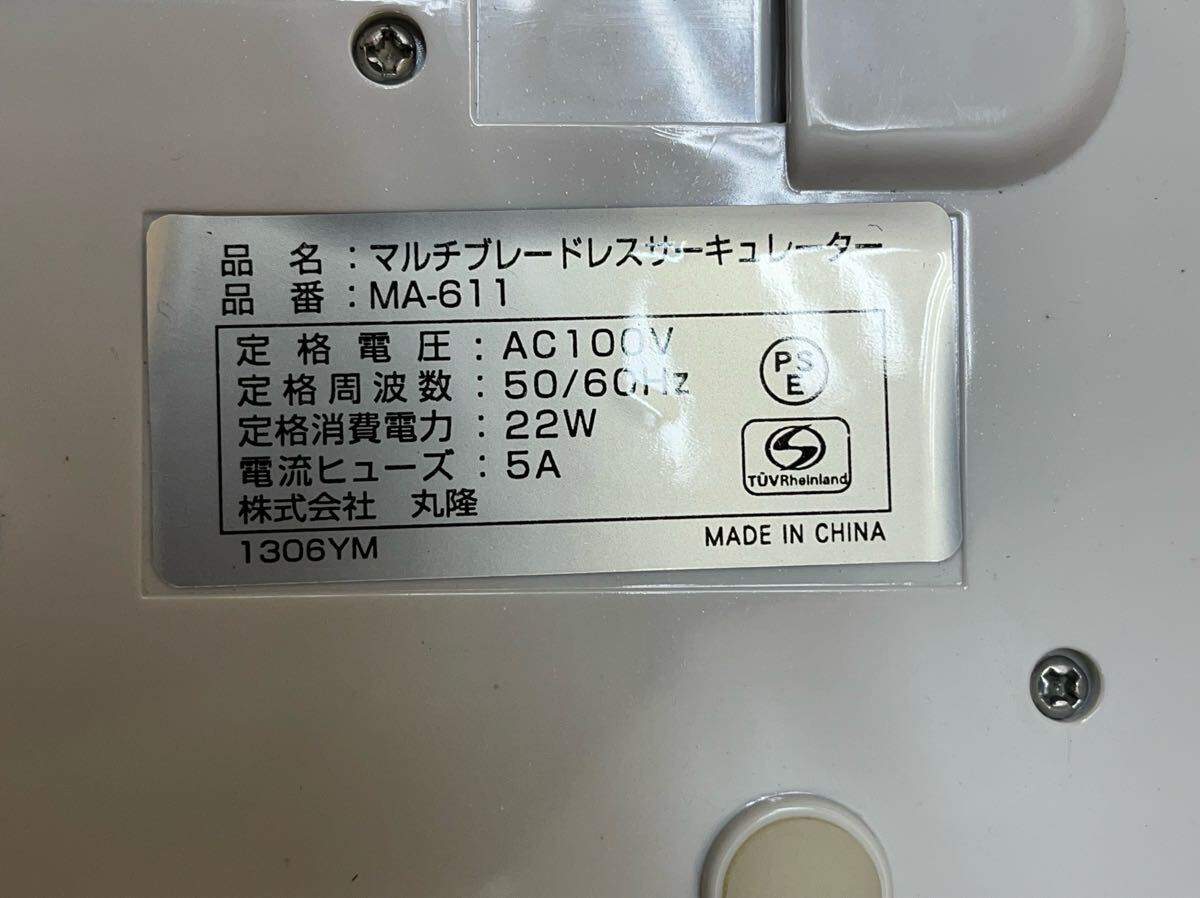 品 名：マルチブレードレスサーキュレーター
品 番：MA-611
定 格 電 圧：AC100V
定格周波数：50/60Hz
定格消費電力：22W
電流ヒューズ：5A
株式会社 丸隆
PS
E
TÜVRheinland
1306YM
MADE IN CHINA